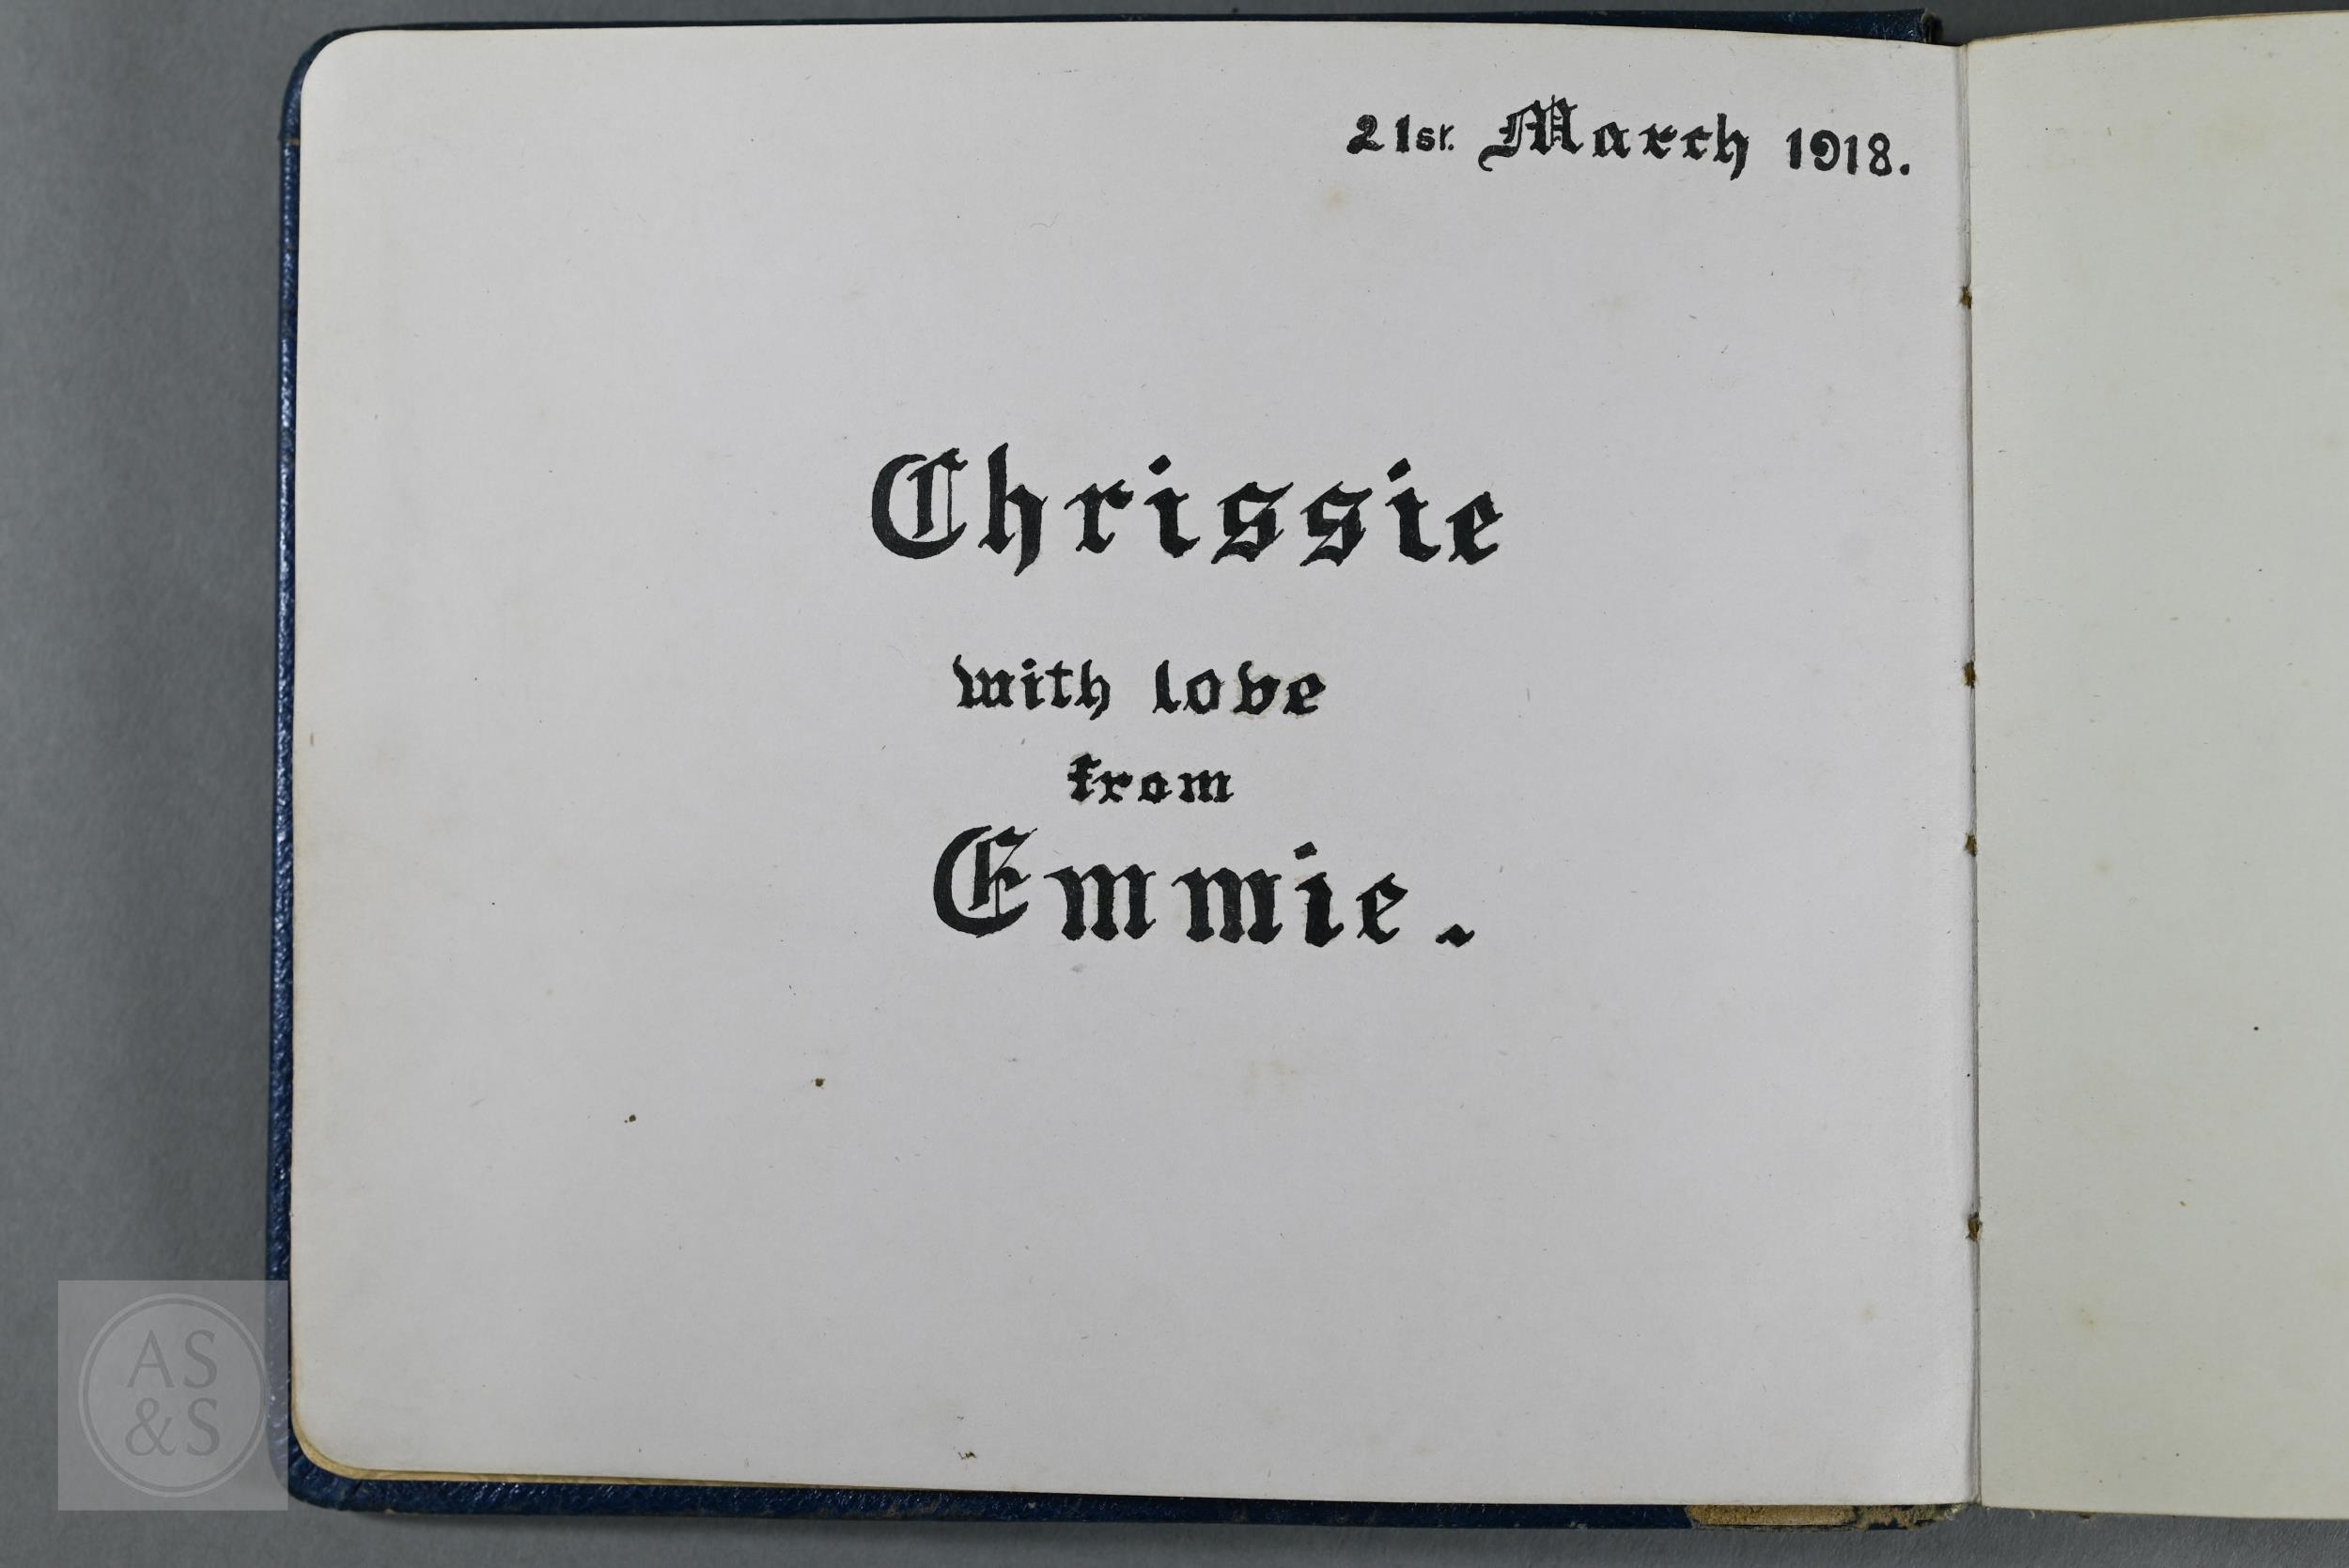 21st. March 1918.
Chrissie
with love
from
Emmie.
AS
&S